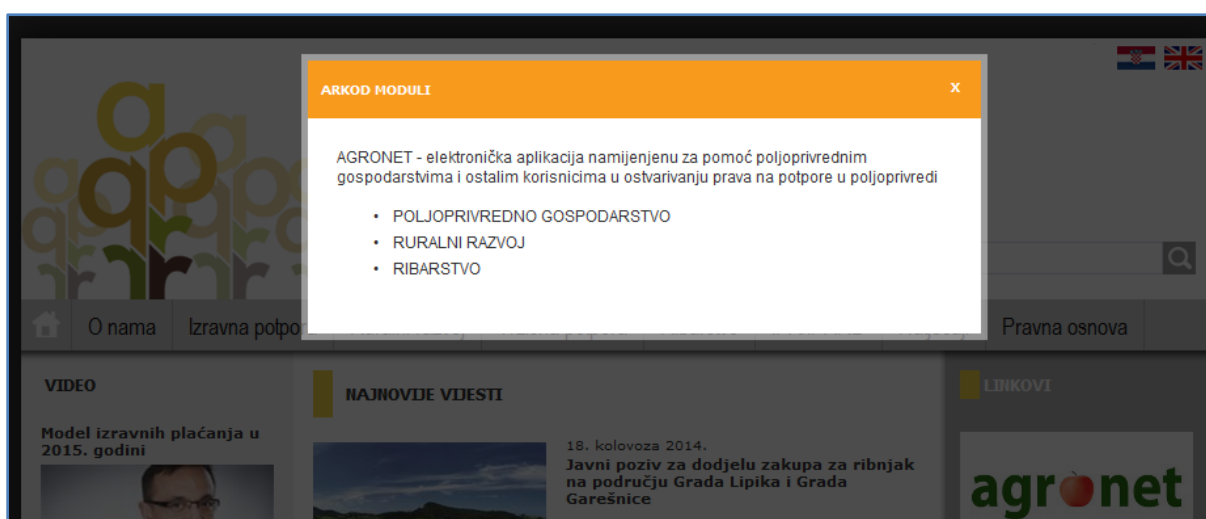 ARKOD MODULI X
AGRONET - elektronička aplikacija namijenjenu za pomoć poljoprivrednim
gospodarstvima i ostalim korisnicima u ostvarivanju prava na potpore u poljoprivredi
• POLJOPRIVREDNO GOSPODARSTVO
• RURALNI RAZVOJ
• RIBARSTVO
O nama Izravna potpor Pravna osnova
VIDEO
Model izravnih plaćanja u
2015. godini
NAJNOVIJE VIJESTI
18. kolovoza 2014.
Javni poziv za dodjelu zakupa za ribnjak
na području Grada Lipika i Grada
Garešnice
LINKOVI
agronet